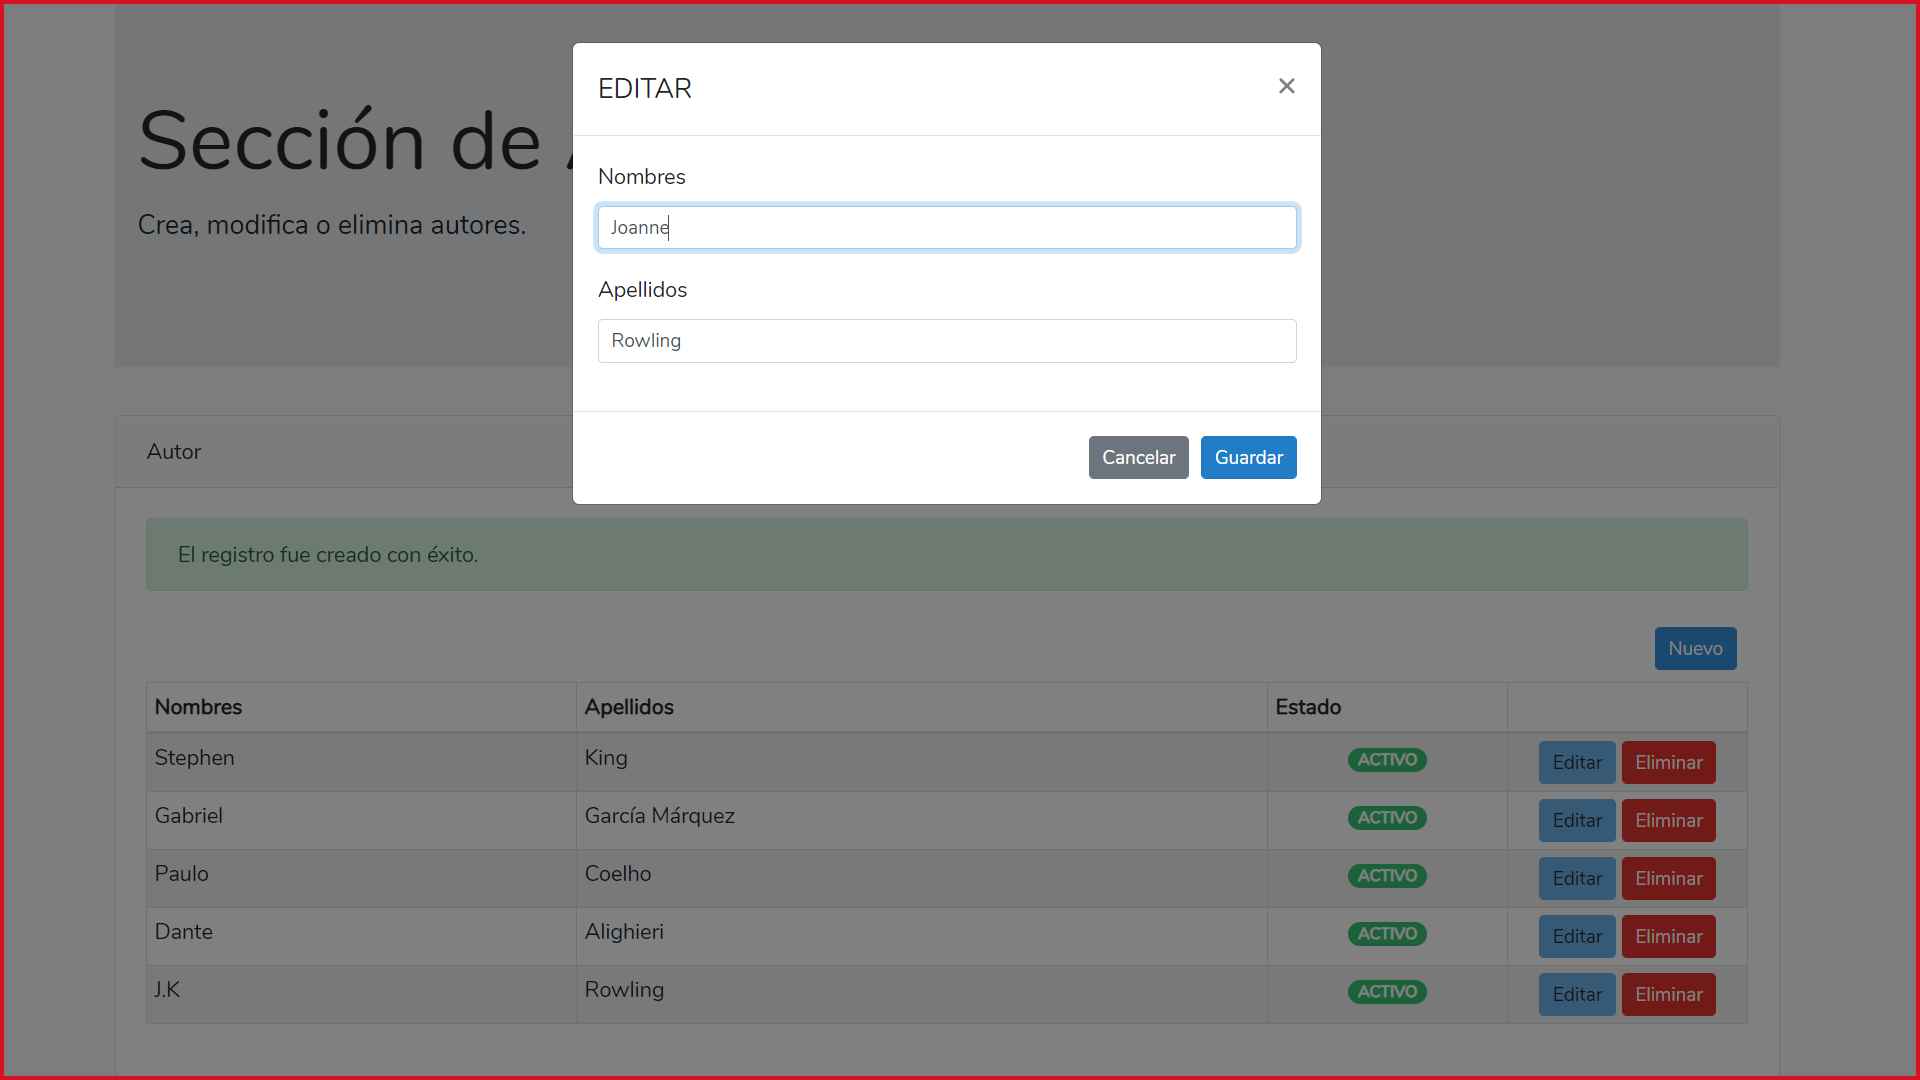 EDITAR
×
Nombres
Joanne
Apellidos
Rowling
Cancelar Guardar
Sección de
Crea, modifica o elimina autores.
Autor
El registro fue creado con éxito.
Nuevo
Nombres Apellidos Estado
Stephen King ACTIVO Editar Eliminar
Gabriel García Márquez ACTIVO Editar Eliminar
Paulo Coelho ACTIVO Editar Eliminar
Dante Alighieri ACTIVO Editar Eliminar
J.K Rowling ACTIVO Editar Eliminar